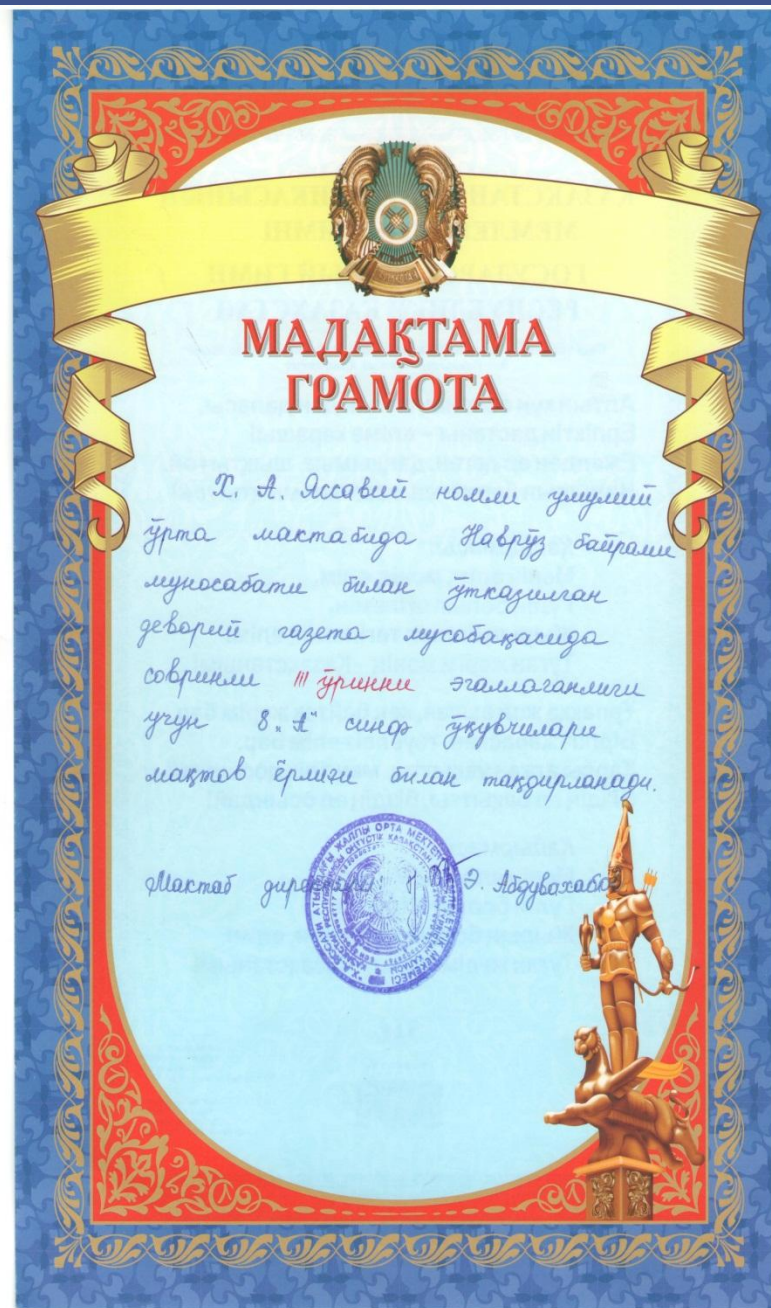 МАДАҚТАМА
ГРАМОТА
Х. А. Яссавий номли умумий
ўрта мактабида Наврўз байрами
муносабати билан ўтказилган
деворий газета мусобақасида
совринли III ўринни эгаллаганлиги
учун 8 „А" синф ўқувчилари
мақтов ёрлиғи билан тақдирланади.
Мактаб директори Э. Абдувахабов